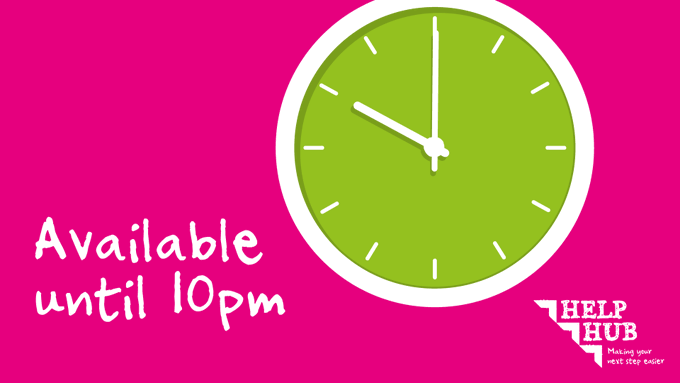 Available
until 10pm
HELP
HUB
Making your
next step easier